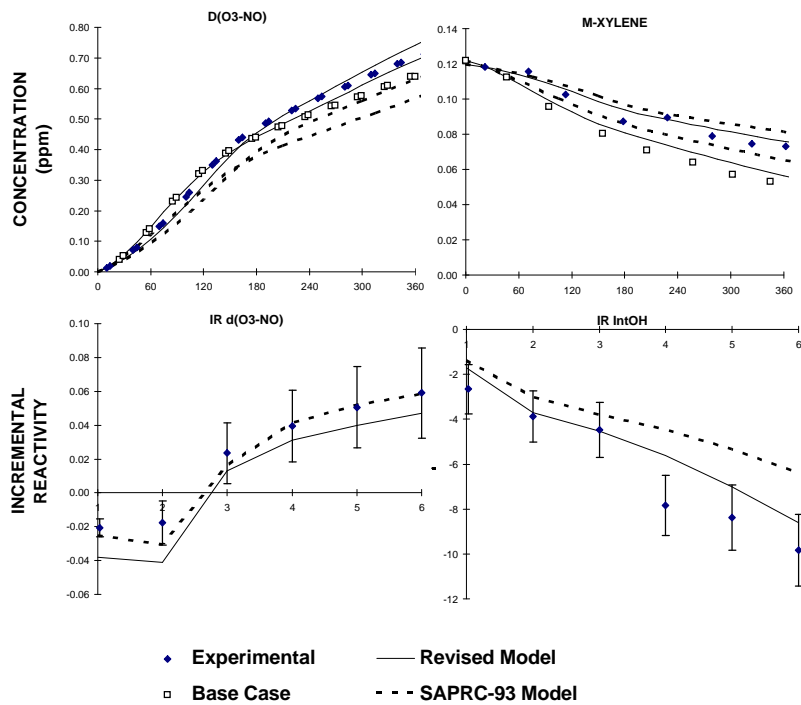 D(O3-NO)
0.80
0.70
0.60
0.50
0.40
0.30
0.20
0.10
0.00
0 60 120 180 240 300 360
CONCENTRATION
(ppm)
M-XYLENE
0.14
0.12
0.10
0.08
0.06
0.04
0.02
0.00
0 60 120 180 240 300 360
IR d(O3-NO)
0.10
0.08
0.06
0.04
0.02
0.00
-0.02
-0.04
-0.06
1 2 3 4 5 6
INCREMENTAL
REACTIVITY
IR IntOH
0
-2
-4
-6
-8
-10
-12
1 2 3 4 5 6
Experimental
Revised Model
Base Case
SAPRC-93 Model